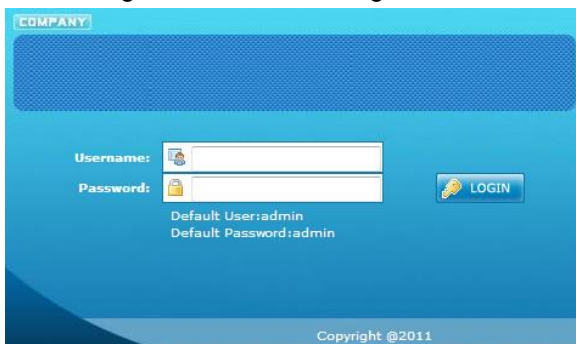 COMPANY
Username:
Password:
LOGIN
Default User:admin
Default Password:admin
Copyright @2011